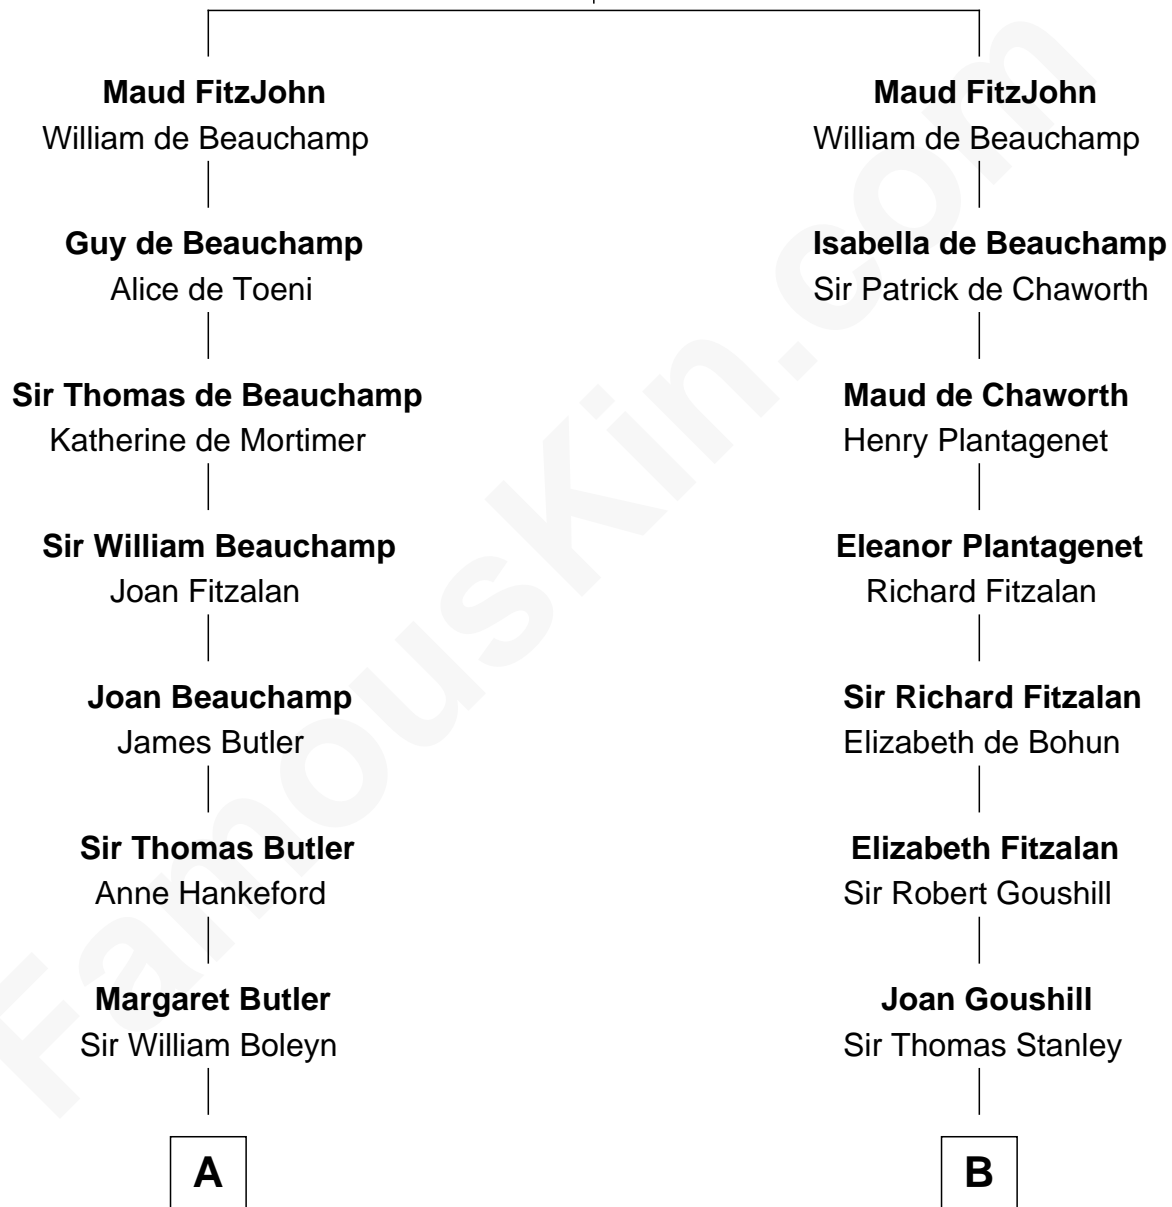 Maud FitzJohn
William de Beauchamp
Guy de Beauchamp
Alice de Toeni
Sir Thomas de Beauchamp
Katherine de Mortimer
Sir William Beauchamp
Joan Fitzalan
Joan Beauchamp
James Butler
Sir Thomas Butler
Anne Hankeford
Margaret Butler
Sir William Boleyn
A
Maud FitzJohn
William de Beauchamp
Isabella de Beauchamp
Sir Patrick de Chaworth
Maud de Chaworth
Henry Plantagenet
Eleanor Plantagenet
Richard Fitzalan
Sir Richard Fitzalan
Elizabeth de Bohun
Elizabeth Fitzalan
Sir Robert Goushill
Joan Goushill
Sir Thomas Stanley
B
FamousKin.com